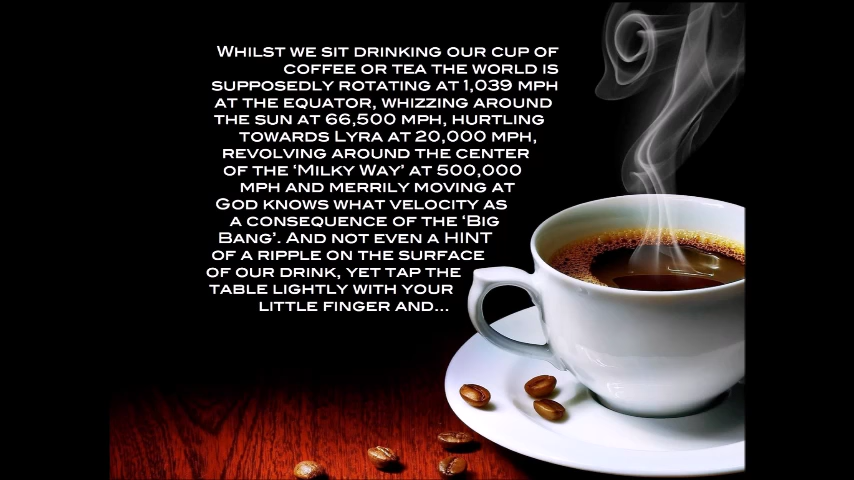 Whilst we sit drinking our cup of
coffee or tea the world is
supposedly rotating at 1,039 mph
at the equator, whizzing around
the sun at 66,500 mph, hurtling
towards Lyra at 20,000 mph,
revolving around the center
of the ‘Milky Way’ at 500,000
mph and merrily moving at
God knows what velocity as
a consequence of the ‘Big
Bang’. And not even a HINT
of a ripple on the surface
of our drink, yet tap the
table lightly with your
little finger and...